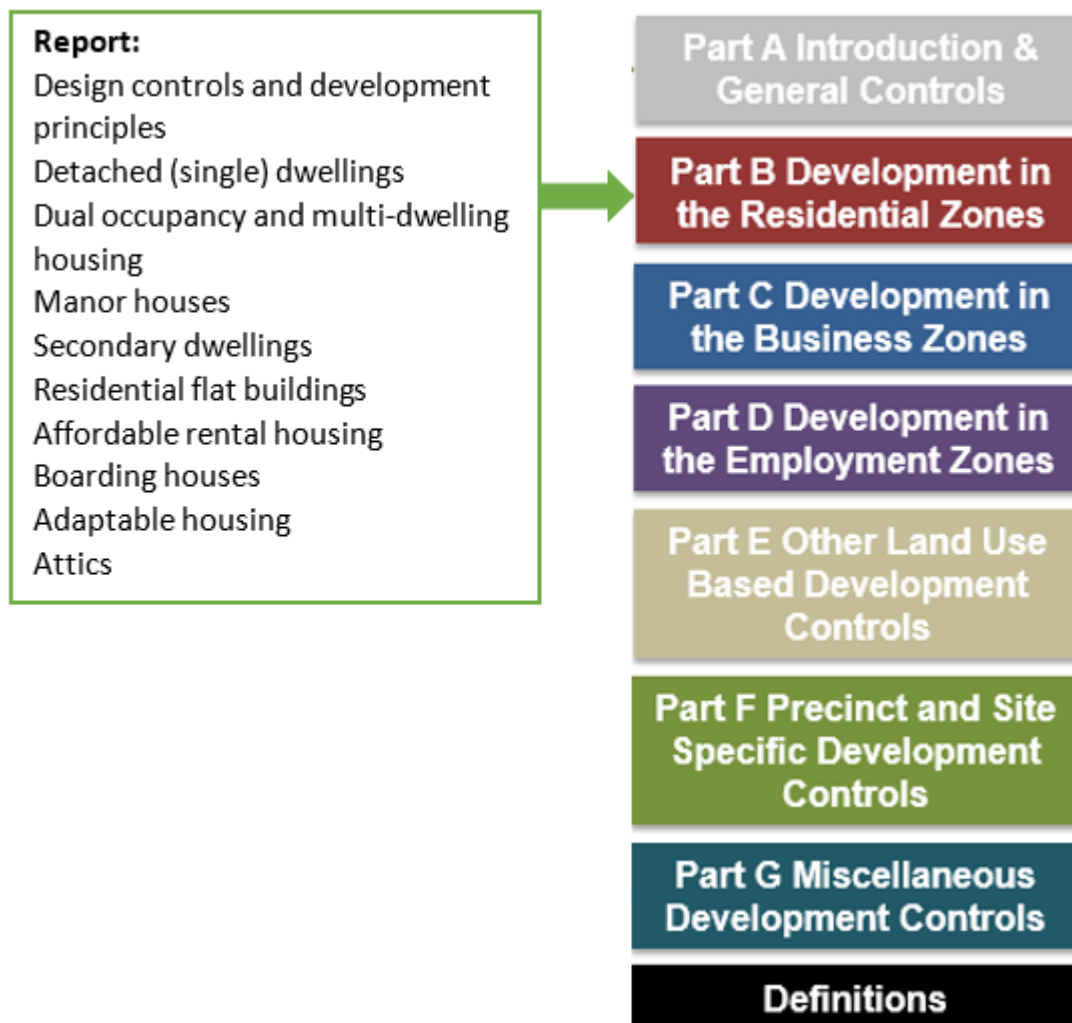 Report:
Design controls and development
principles
Detached (single) dwellings
Dual occupancy and multi-dwelling
housing
Manor houses
Secondary dwellings
Residential flat buildings
Affordable rental housing
Boarding houses
Adaptable housing
Attics
Part A Introduction &
General Controls
Part B Development in
the Residential Zones
Part C Development in
the Business Zones
Part D Development in
the Employment Zones
Part E Other Land Use
Based Development
Controls
Part F Precinct and Site
Specific Development
Controls
Part G Miscellaneous
Development Controls
Definitions